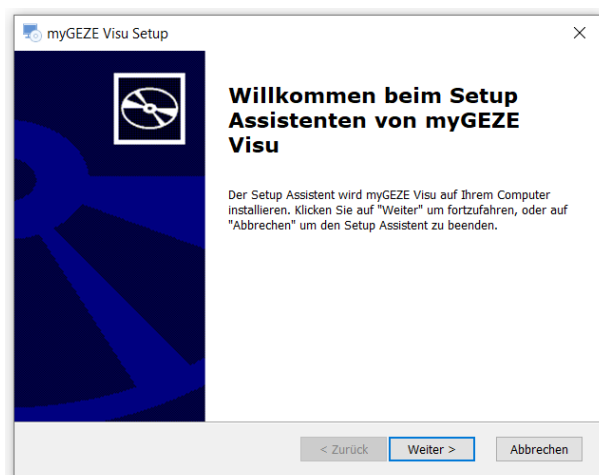 myGEZE Visu Setup
Willkommen beim Setup
Assistenten von myGEZE
Visu
Der Setup Assistent wird myGEZE Visu auf Ihrem Computer
installieren. Klicken Sie auf "Weiter" um fortzufahren, oder auf
"Abbrechen" um den Setup Assistent zu beenden.
< Zurück Weiter > Abbrechen